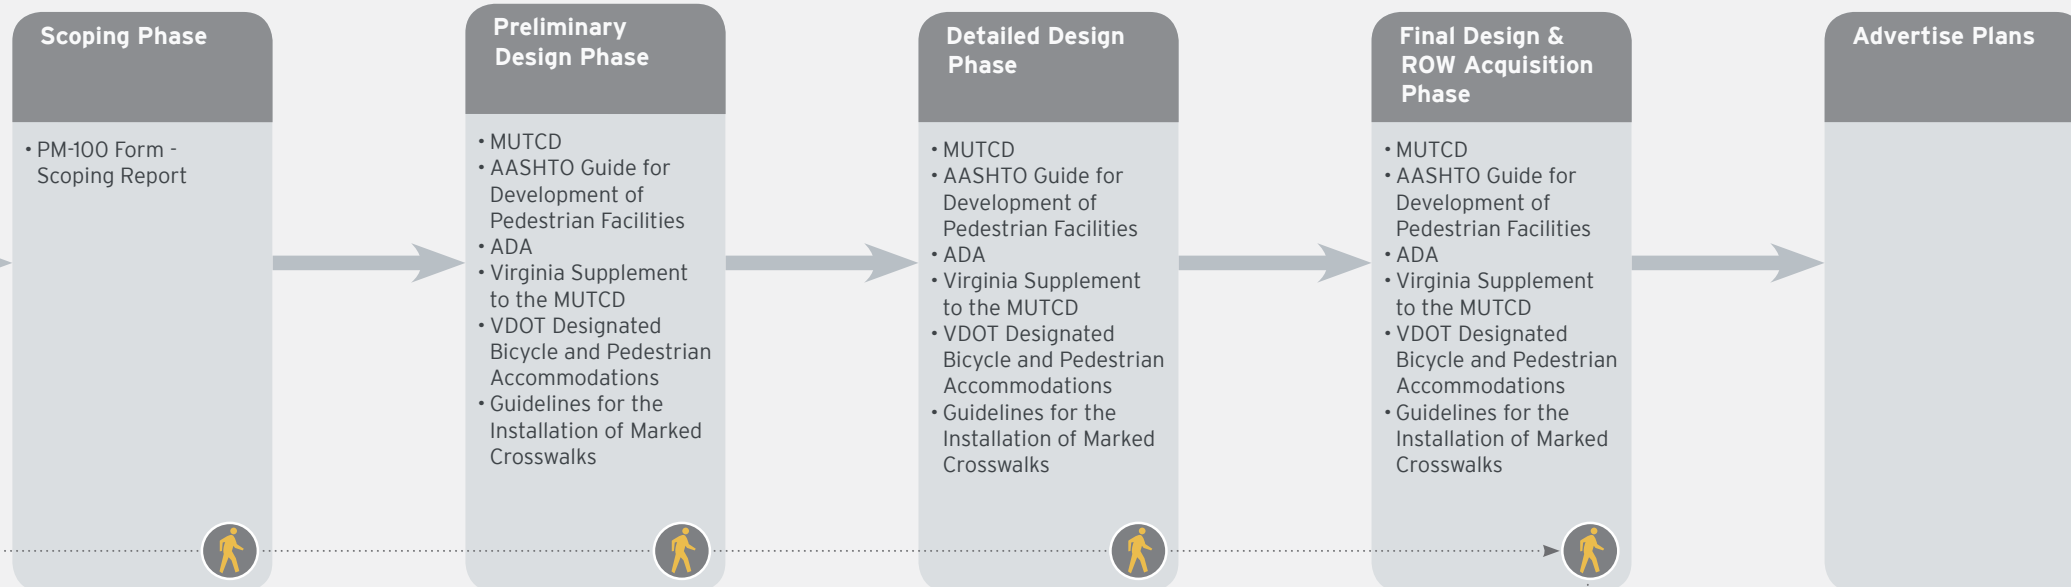 Scoping Phase
• PM-100 Form -
Scoping Report
Preliminary
Design Phase
• MUTCD
• AASHTO Guide for
Development of
Pedestrian Facilities
• ADA
• Virginia Supplement
to the MUTCD
• VDOT Designated
Bicycle and Pedestrian
Accommodations
• Guidelines for the
Installation of Marked
Crosswalks
Detailed Design
Phase
• MUTCD
• AASHTO Guide for
Development of
Pedestrian Facilities
• ADA
• Virginia Supplement
to the MUTCD
• VDOT Designated
Bicycle and Pedestrian
Accommodations
• Guidelines for the
Installation of Marked
Crosswalks
Final Design &
ROW Acquisition
Phase
• MUTCD
• AASHTO Guide for
Development of
Pedestrian Facilities
• ADA
• Virginia Supplement
to the MUTCD
• VDOT Designated
Bicycle and Pedestrian
Accommodations
• Guidelines for the
Installation of Marked
Crosswalks
Advertise Plans